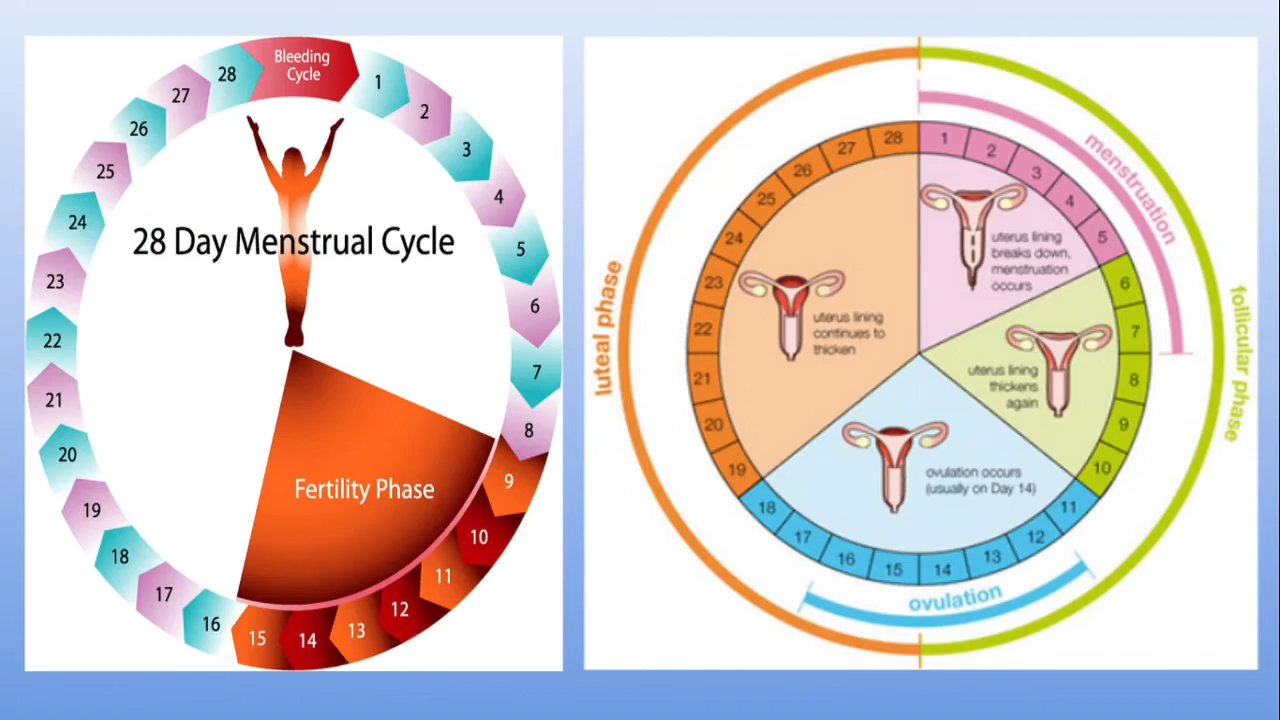 Bleeding
Cycle
1
2
3
4
5
6
7
8
9
10
11
12
13
14
15
16
17
18
19
20
21
22
23
24
25
26
27
28
28 Day Menstrual Cycle
Fertility Phase
luteal phase
follicular phase
menstruation
ovulation
1
2
3
4
5
6
7
8
9
10
11
12
13
14
15
16
17
18
19
20
21
22
23
24
25
26
27
28
uterus lining
breaks down,
menstruation
occurs
uterus lining
thickens
again
ovulation occurs
(usually on Day 14)
uterus lining
continues to
thicken